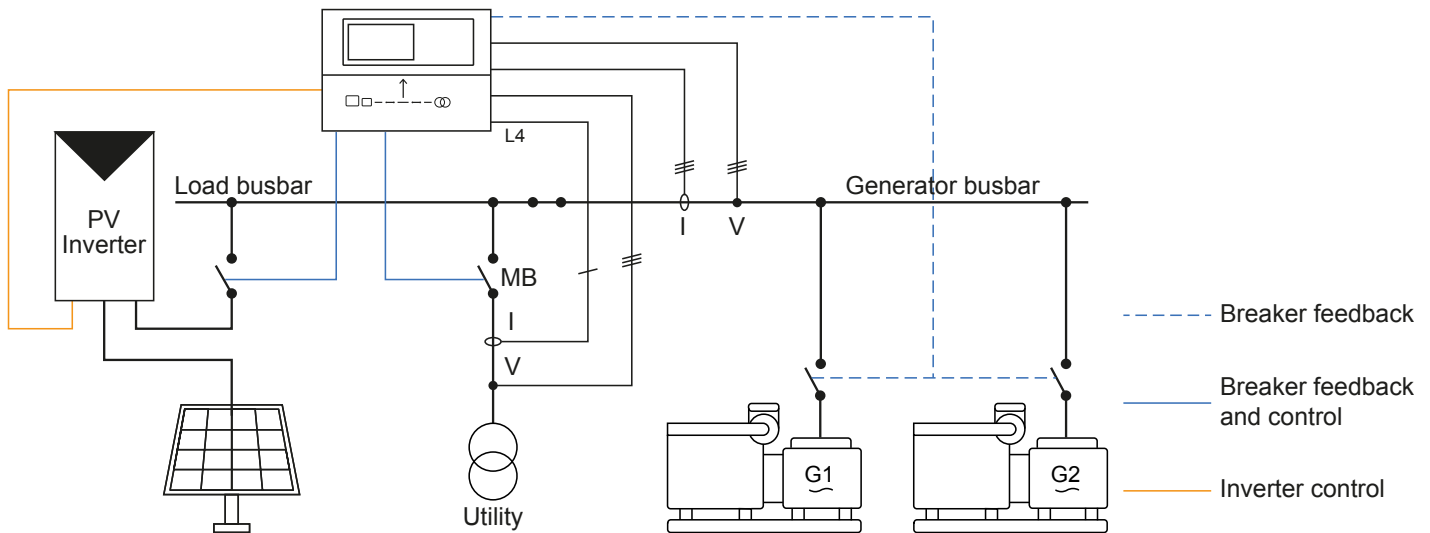 L4
Load busbar
Generator busbar
PV
Inverter
I
V
MB
I
V
Breaker feedback
Breaker feedback
and control
G1
G2
Inverter control
Utility